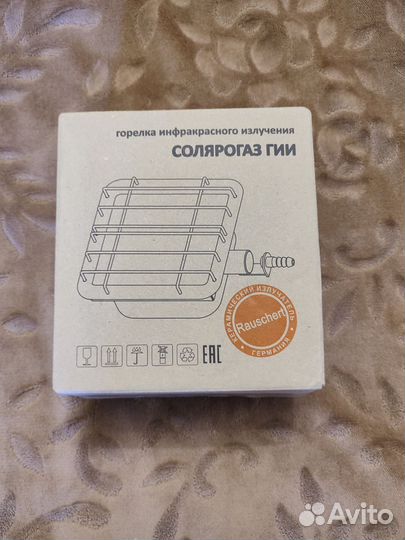 горелка инфракрасного излучения
СОЛЯРОГАЗ ГИИ
КЕРАМИЧЕСКИЙ ИЗЛУЧАТЕЛЬ
Rauschert
ГЕРМАНИЯ
EAC
Avito